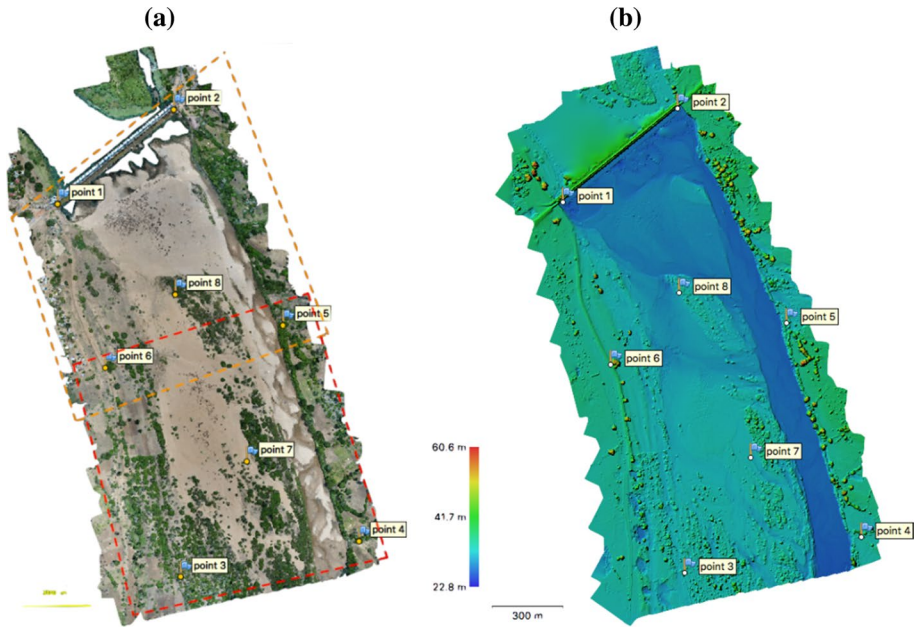 (a)
(b)
point 2
point 1
point 8
point 5
point 6
point 7
point 4
point 3
point 2
point 1
point 8
point 5
point 6
point 7
point 4
point 3
60.6 m
41.7 m
22.8 m
300 m